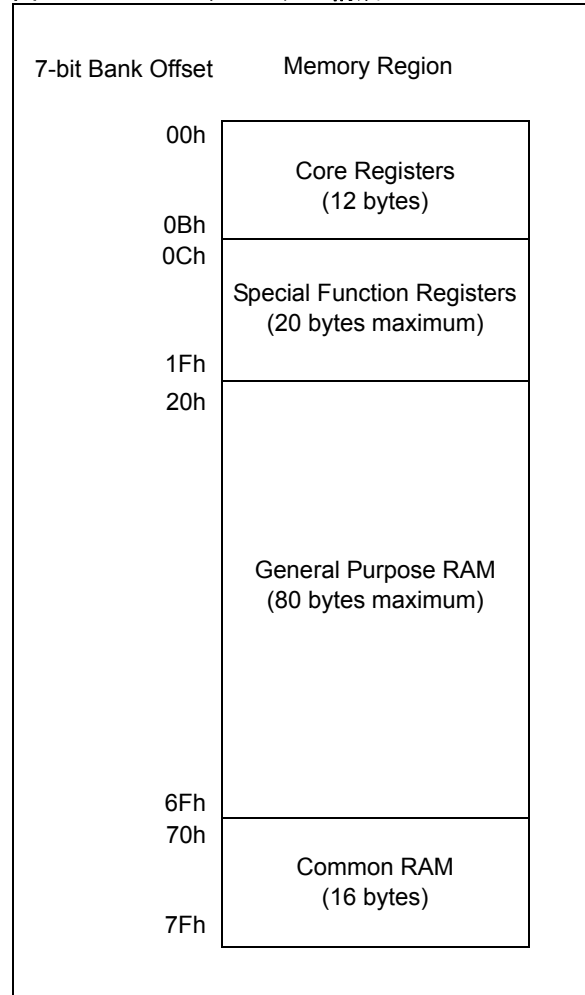 7-bit Bank Offset Memory Region
00h
Core Registers
(12 bytes)
0Bh
0Ch
Special Function Registers
(20 bytes maximum)
1Fh
20h
General Purpose RAM
(80 bytes maximum)
6Fh
70h
Common RAM
(16 bytes)
7Fh